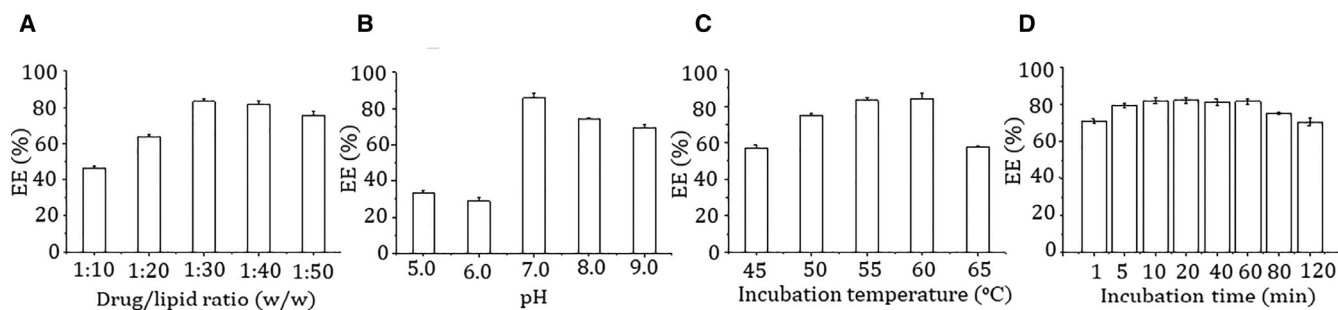 A
EE (%)
100
80
60
40
20
0
1:10 1:20 1:30 1:40 1:50
Drug/lipid ratio (w/w)
B
EE (%)
100
80
60
40
20
0
5.0 6.0 7.0 8.0 9.0
pH
C
EE (%)
100
80
60
40
20
0
45 50 55 60 65
Incubation temperature (ºC)
D
EE (%)
100
80
60
40
20
0
1 5 10 20 40 60 80 120
Incubation time (min)